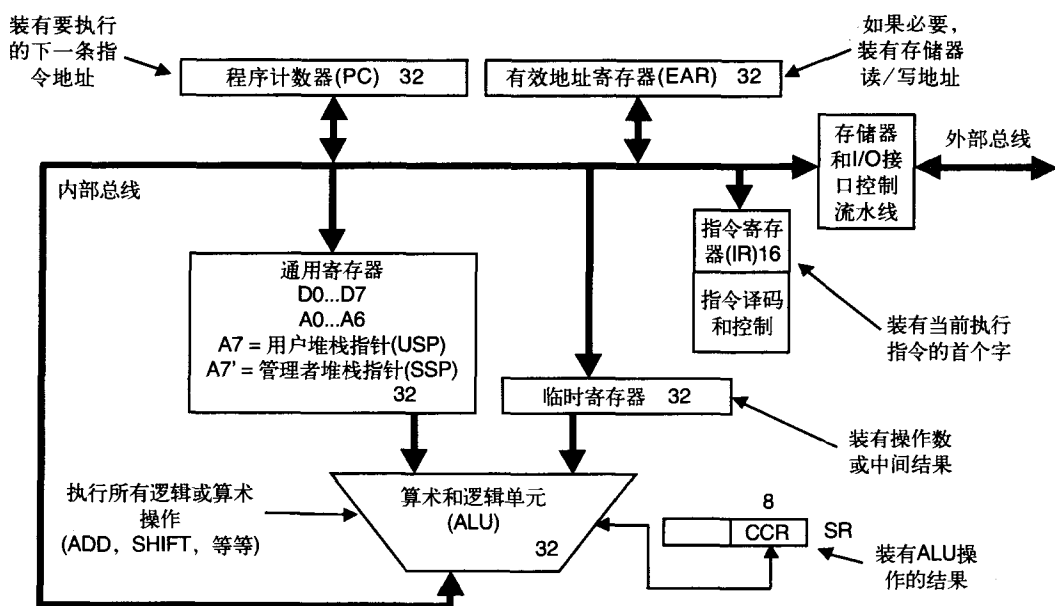 装有要执行
的下一条指
令地址
程序计数器(PC) 32
有效地址寄存器(EAR) 32
如果必要，
装有存储器
读/写地址
存储器
和I/O接
口控制
流水线
外部总线
内部总线
指令寄存
器(IR)16
指令译码
和控制
装有当前执行
指令的首个字
通用寄存器
D0...D7
A0...A6
A7 = 用户堆栈指针(USP)
A7' = 管理者堆栈指针(SSP)
32
临时寄存器 32
装有操作数
或中间结果
执行所有逻辑或算术
操作
(ADD，SHIFT，等等)
算术和逻辑单元
(ALU)
32
8
CCR
SR
装有ALU操
作的结果